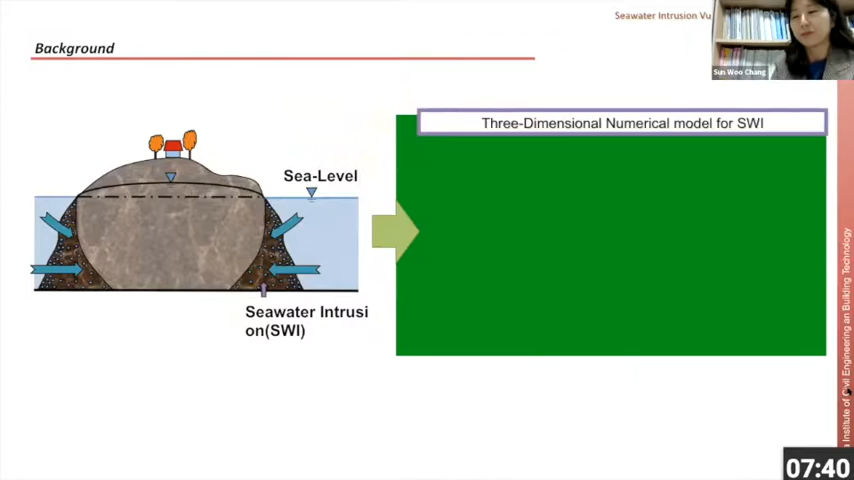 Seawater Intrusion Vu
Background
Sun Woo Chang
Three-Dimensional Numerical model for SWI
Sea-Level
Seawater Intrusi
on(SWI)
Institute of Civil Engineering an Building Technology
07:40